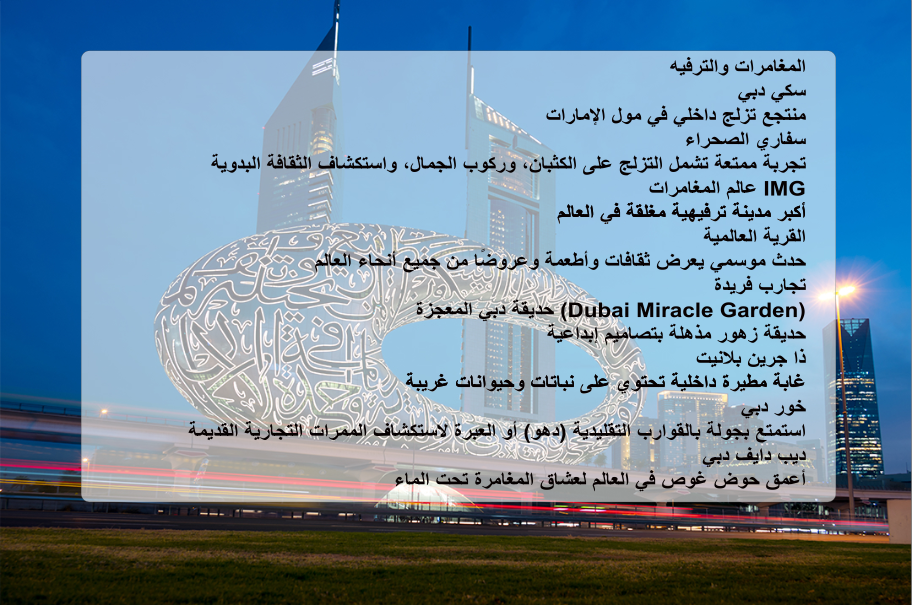 المغامرات والترفيه
سكي دبي
منتجع تزلج داخلي في مول الإمارات
سفاري الصحراء
تجربة ممتعة تشمل التزلج على الكثبان، وركوب الجمال، واستكشاف الثقافة البدوية
IMG عالم المغامرات
أكبر مدينة ترفيهية مغلقة في العالم
القرية العالمية
حدث موسمي يعرض ثقافات وأطعمة وعروضًا من جميع أنحاء العالم
تجارب فريدة
(Dubai Miracle Garden) حديقة دبي المعجزة
حديقة زهور مذهلة بتصاميم إبداعية
ذا جرين بلانيت
غابة مطيرة داخلية تحتوي على نباتات وحيوانات غريبة
خور دبي
استمتع بجولة بالقوارب التقليدية (دهو) أو العبرة لاستكشاف الممرات التجارية القديمة
ديب دايف دبي
أعمق حوض غوص في العالم لعشاق المغامرة تحت الماء